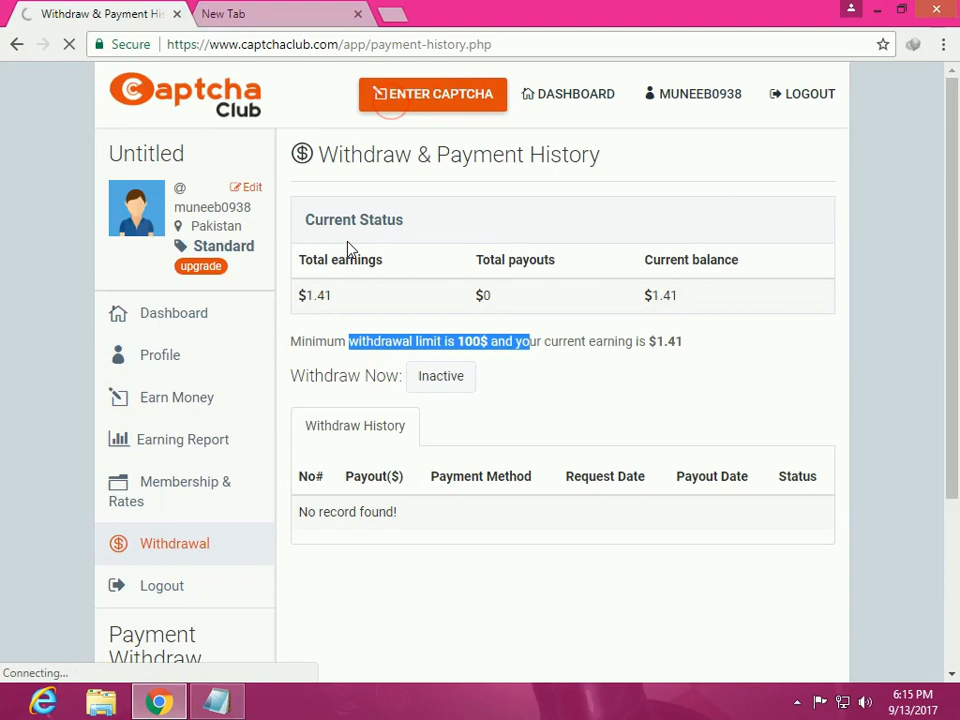 Withdraw & Payment His
New Tab
Secure https://www.captchaclub.com/app/payment-history.php
Captcha
Club
ENTER CAPTCHA
DASHBOARD
MUNEEB0938
LOGOUT
Untitled
@
muneeb0938
Edit
Pakistan
Standard
upgrade
Dashboard
Profile
Earn Money
Earning Report
Membership &
Rates
Withdrawal
Logout
Payment
Withdraw
Withdraw & Payment History
Current Status
Total earnings Total payouts Current balance
$1.41 $0 $1.41
Minimum withdrawal limit is 100$ and your current earning is $1.41
Withdraw Now: Inactive
Withdraw History
No# Payout($) Payment Method Request Date Payout Date Status
No record found!
Connecting...
6:15 PM
9/13/2017